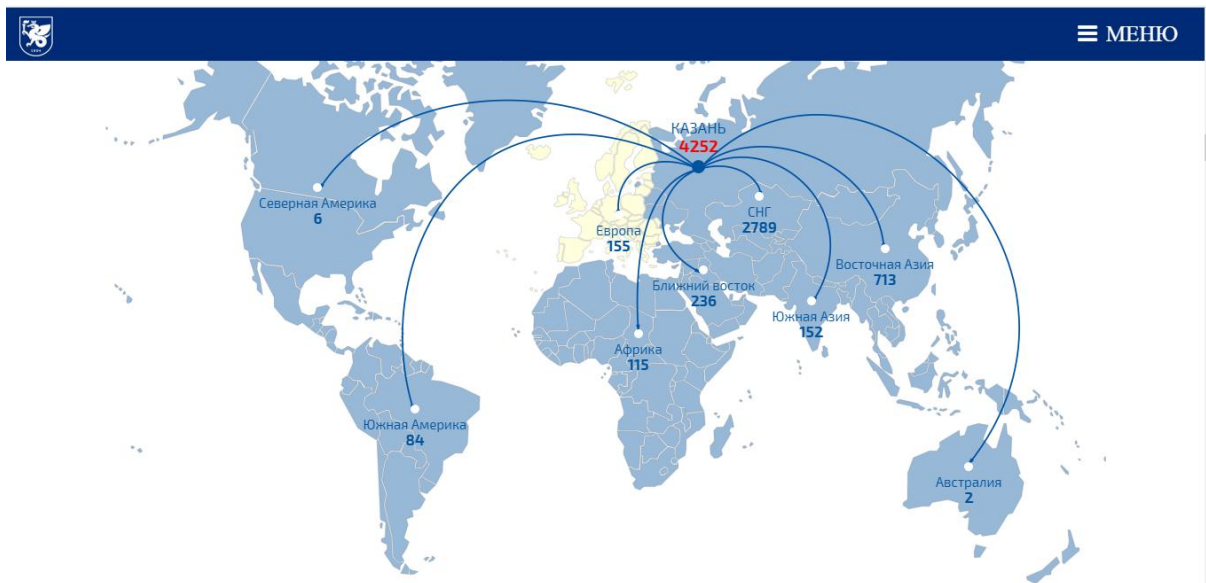 МЕНЮ
КАЗАНЬ
4252
Северная Америка
6
СНГ
2789
Европа
155
Восточная Азия
713
Ближний восток
236
Южная Азия
152
Африка
115
Южная Америка
84
Австралия
2